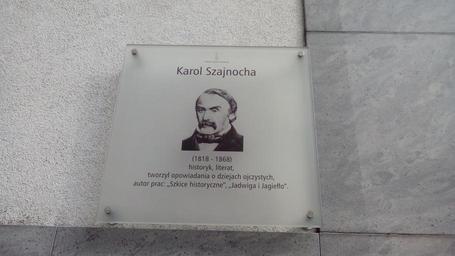 Karol Szajnocha
(1818 - 1868)
historyk, literat,
tworzył opowiadania o dziejach ojczystych,
autor prac: „Szkice historyczne”, „Jadwiga i Jagiełło”.